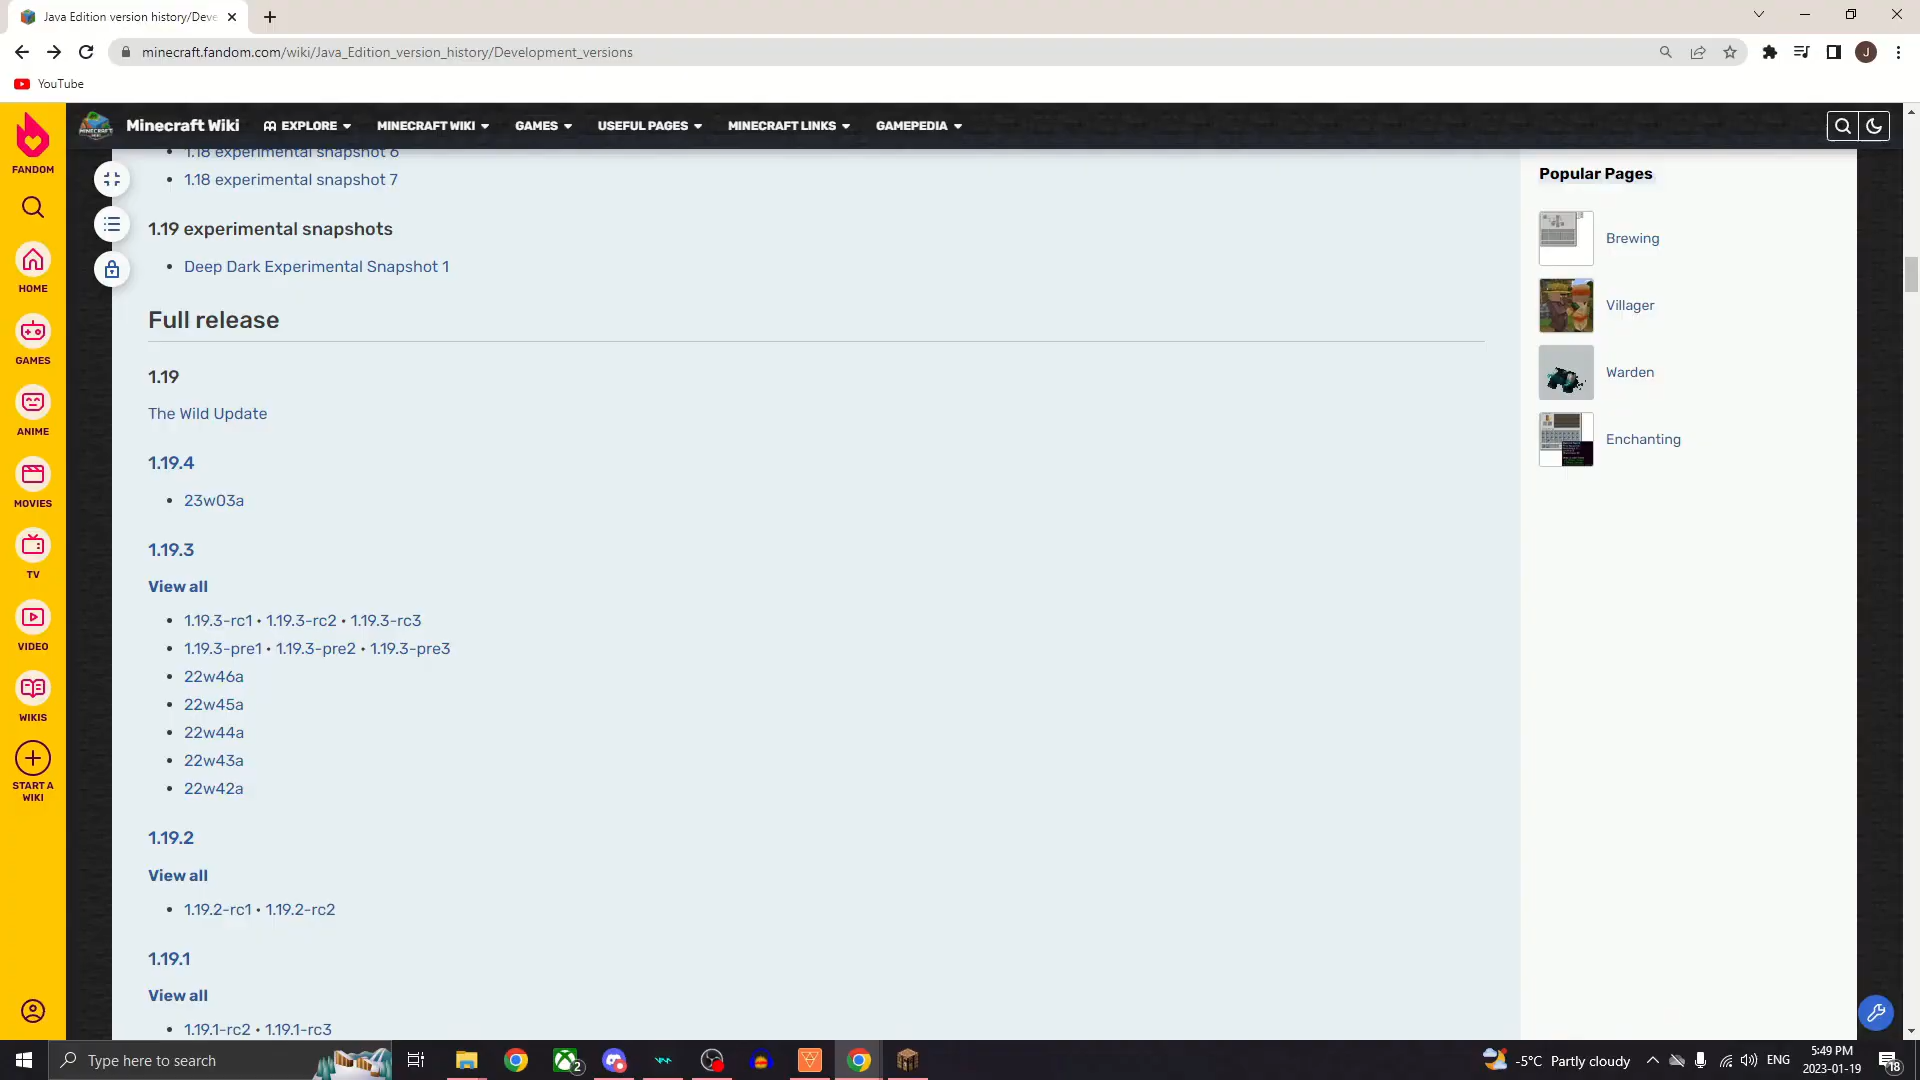 Java Edition version history/Deve
minecraft.fandom.com/wiki/Java_Edition_version_history/Development_versions
J
YouTube
FANDOM
HOME
GAMES
ANIME
MOVIES
TV
VIDEO
WIKIS
START A
WIKI
Minecraft Wiki
EXPLORE
MINECRAFT WIKI
GAMES
USEFUL PAGES
MINECRAFT LINKS
GAMEPEDIA
• 1.18 experimental snapshot 6
• 1.18 experimental snapshot 7
1.19 experimental snapshots
• Deep Dark Experimental Snapshot 1
Full release
1.19
The Wild Update
1.19.4
• 23w03a
1.19.3
View all
• 1.19.3-rc1 • 1.19.3-rc2 • 1.19.3-rc3
• 1.19.3-pre1 • 1.19.3-pre2 • 1.19.3-pre3
• 22w46a
• 22w45a
• 22w44a
• 22w43a
• 22w42a
1.19.2
View all
• 1.19.2-rc1 • 1.19.2-rc2
1.19.1
View all
• 1.19.1-rc2 • 1.19.1-rc3
Popular Pages
Brewing
Villager
Warden
Enchanting
Type here to search
2
-5°C Partly cloudy
ENG
5:49 PM
2023-01-19
18